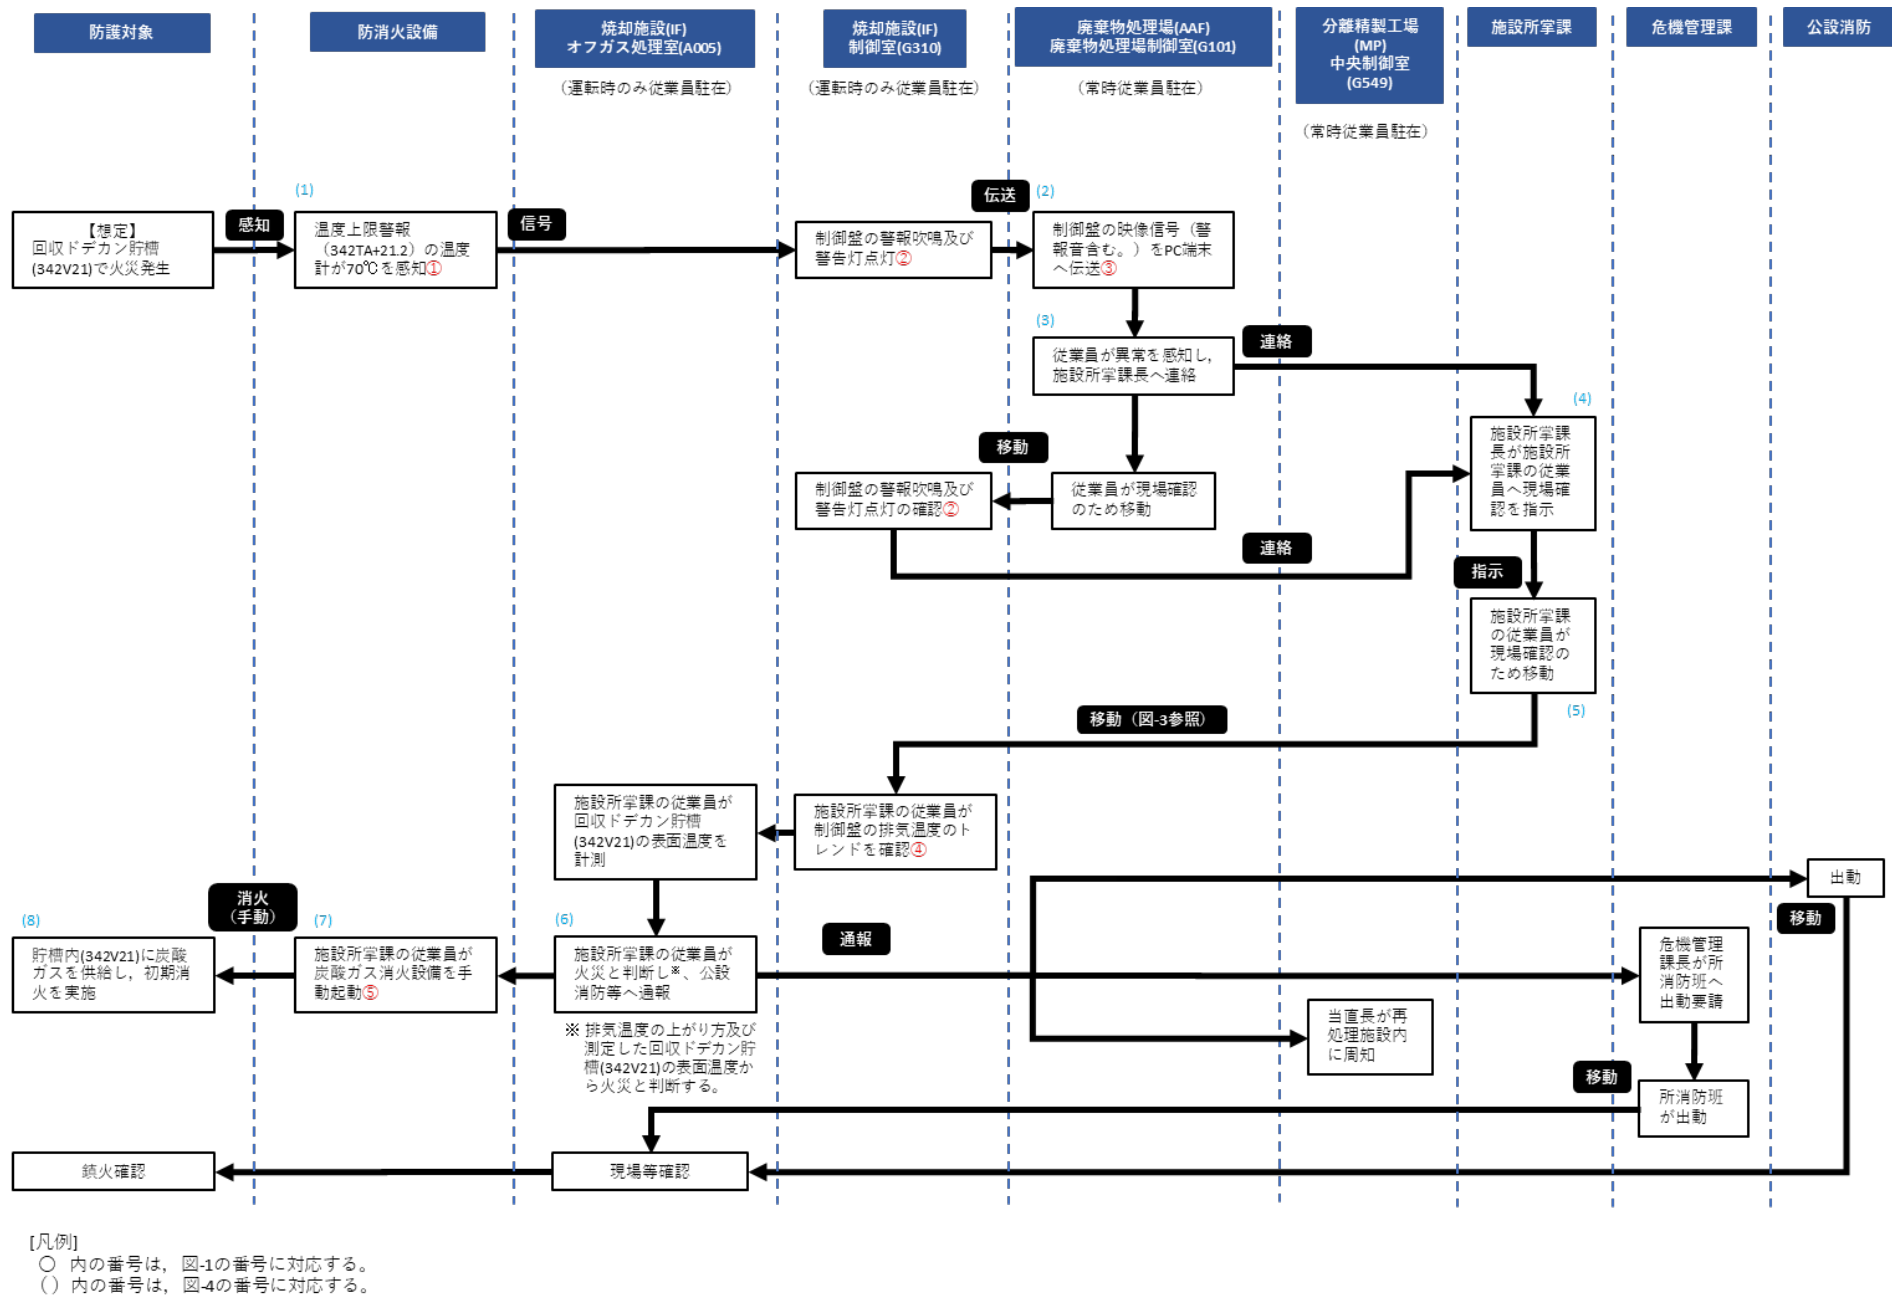 防護対象
防消火設備
焼却施設(IF)
オフガス処理室(A005)
(運転時のみ従業員駐在)
焼却施設(IF)
制御室(G310)
(運転時のみ従業員駐在)
廃棄物処理場(AAF)
廃棄物処理場制御室(G101)
(常時従業員駐在)
分離精製工場
(MP)
中央制御室
(G549)
(常時従業員駐在)
施設所掌課
危機管理課
公設消防
【想定】
回収ドデカン貯槽
(342V21)で火災発生
感知
(1)
温度上限警報
(342TA+21.2)の温度
計が70℃を感知①
信号
制御盤の警報吹鳴及び
警告灯点灯②
伝送
(2)
制御盤の映像信号(警
報音含む。)をPC端末
へ伝送③
(3)
従業員が異常を感知し,
施設所掌課長へ連絡
連絡
(4)
施設所掌課
長が施設所
掌課の従業
員へ現場確
認を指示
移動
従業員が現場確認
のため移動
制御盤の警報吹鳴及び
警告灯点灯の確認②
連絡
指示
施設所掌課
の従業員が
現場確認の
ため移動
(5)
移動(図-3参照)
施設所掌課の従業員が
制御盤の排気温度のト
レンドを確認④
施設所掌課の従業員が
回収ドデカン貯槽
(342V21)の表面温度を
計測
(6)
施設所掌課の従業員が
火災と判断し※、公設
消防等へ通報
※ 排気温度の上がり方及び
測定した回収ドデカン貯
槽(342V21)の表面温度か
ら火災と判断する。
通報
出動
移動
危機管理
課長が所
消防班へ
出動要請
当直長が再
処理施設内
に周知
移動
所消防班
が出動
(7)
施設所掌課の従業員が
炭酸ガス消火設備を手
動起動⑤
消火
(手動)
(8)
貯槽内(342V21)に炭酸
ガスを供給し,初期消
火を実施
現場等確認
鎮火確認
[凡例]
○ 内の番号は,図-1の番号に対応する。
( ) 内の番号は,図-4の番号に対応する。